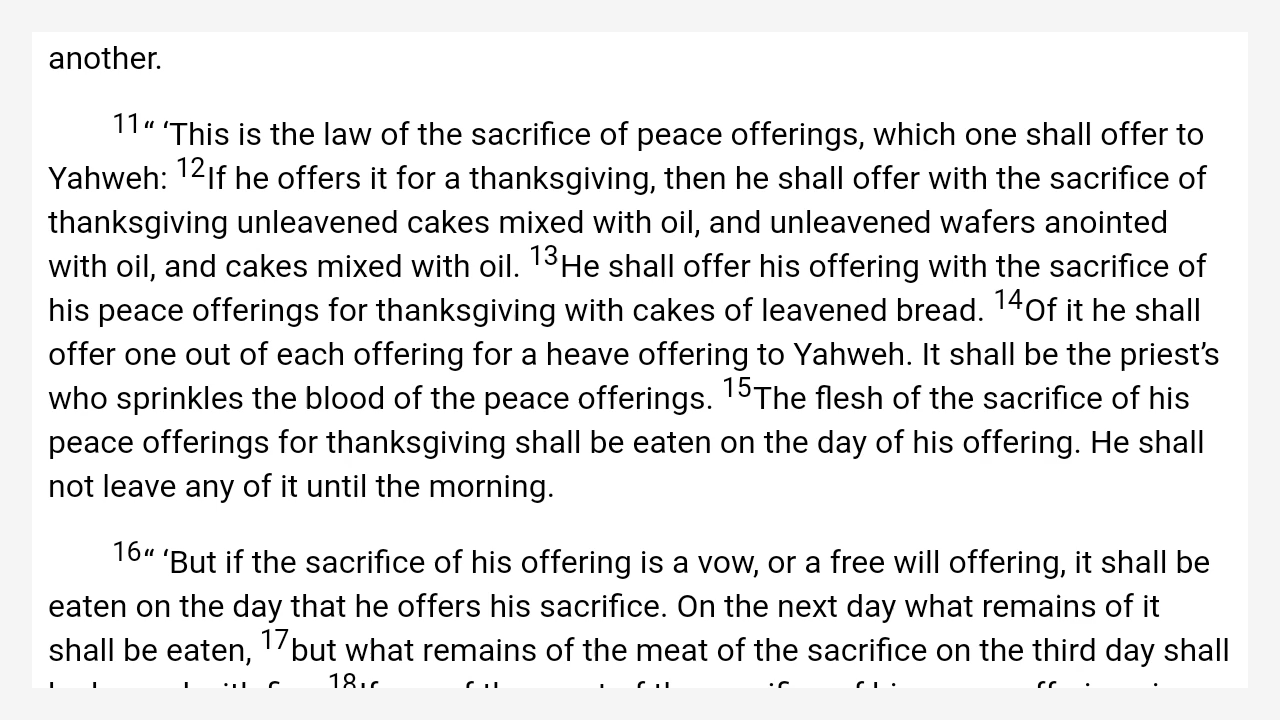 another.
11“ ‘This is the law of the sacrifice of peace offerings, which one shall offer to
Yahweh: 12If he offers it for a thanksgiving, then he shall offer with the sacrifice of
thanksgiving unleavened cakes mixed with oil, and unleavened wafers anointed
with oil, and cakes mixed with oil. 13He shall offer his offering with the sacrifice of
his peace offerings for thanksgiving with cakes of leavened bread. 14Of it he shall
offer one out of each offering for a heave offering to Yahweh. It shall be the priest’s
who sprinkles the blood of the peace offerings. 15The flesh of the sacrifice of his
peace offerings for thanksgiving shall be eaten on the day of his offering. He shall
not leave any of it until the morning.
16“ ‘But if the sacrifice of his offering is a vow, or a free will offering, it shall be
eaten on the day that he offers his sacrifice. On the next day what remains of it
shall be eaten, 17but what remains of the meat of the sacrifice on the third day shall
18